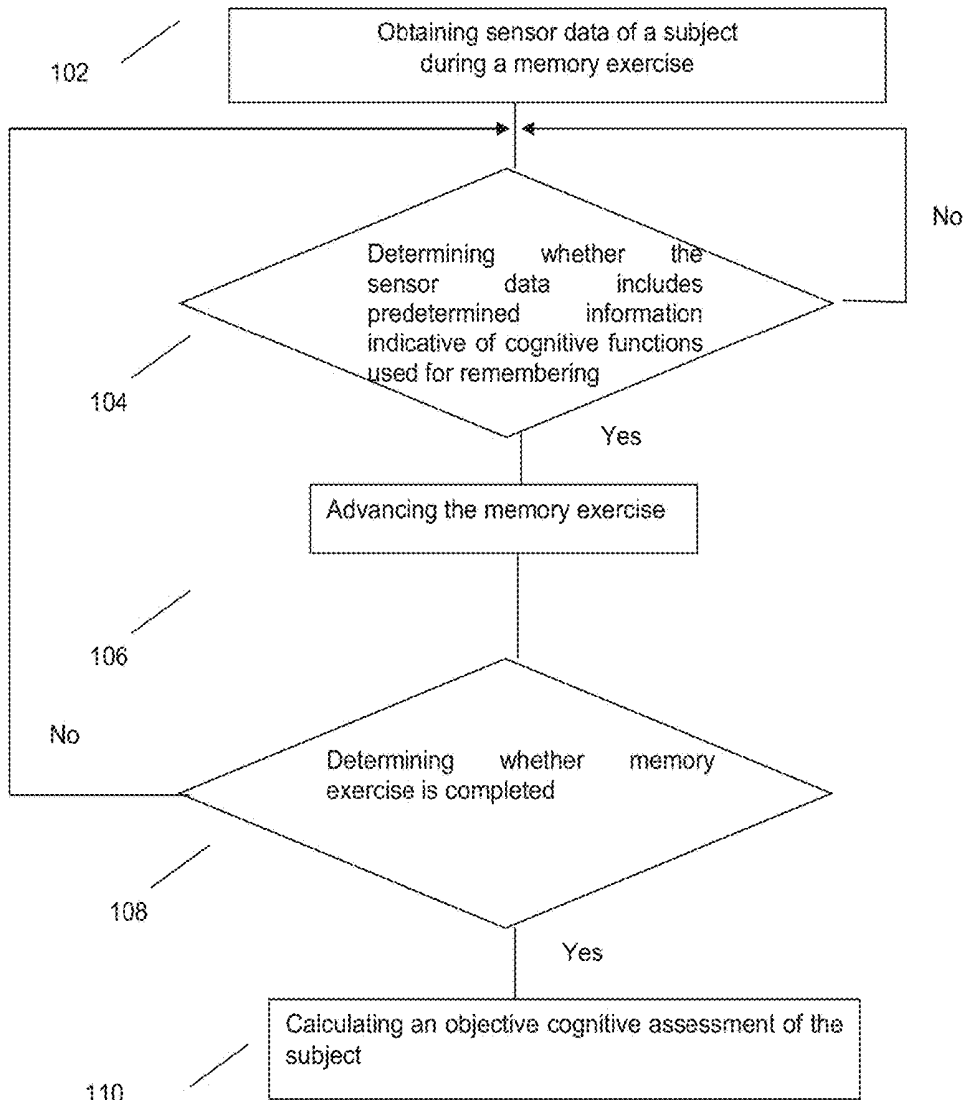 Obtaining sensor data of a subject
during a memory exercise
102
No
Determining whether the
sensor data includes
predetermined information
indicative of cognitive functions
used for remembering
104
Yes
Advancing the memory exercise
106
No
Determining whether memory
exercise is completed
108
Yes
Calculating an objective cognitive assessment of the
subject
110